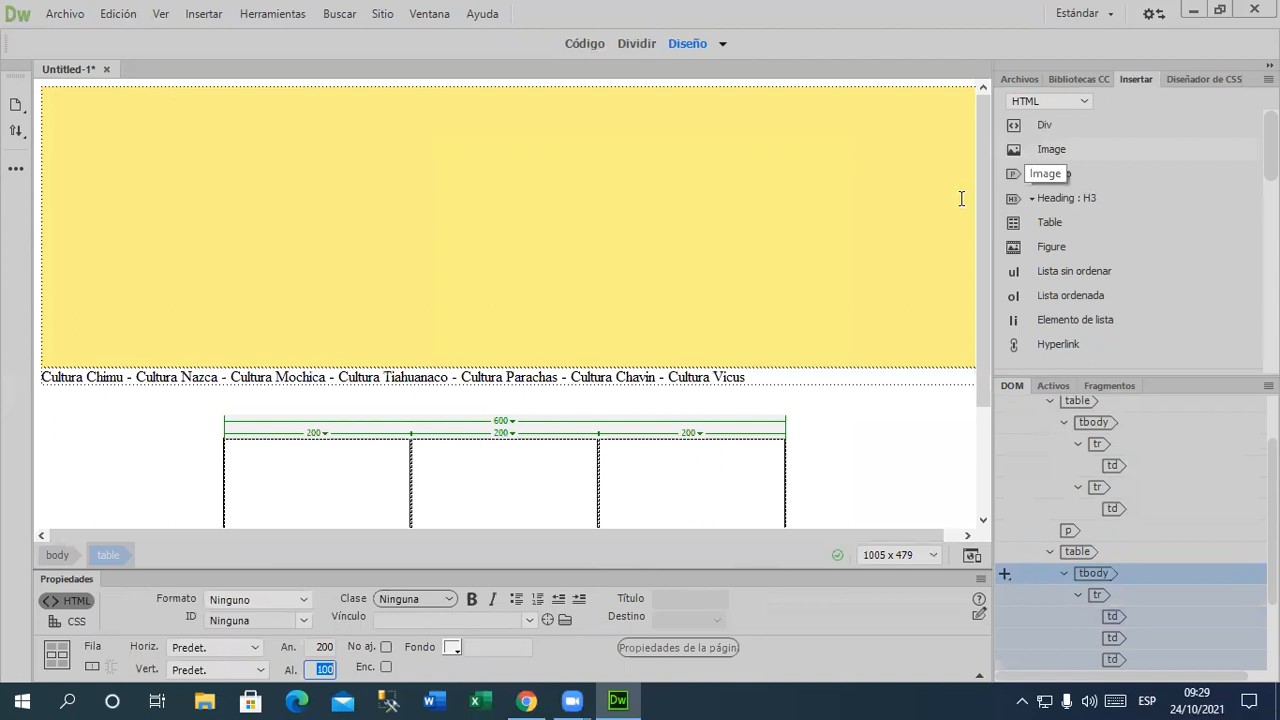 Dw Archivo Edición Ver Insertar Herramientas Buscar Sitio Ventana Ayuda Estándar
Código Dividir Diseño
Untitled-1* ×
Archivos Bibliotecas CC Insertar Diseñador de CSS
HTML
Div
Image
Image
Heading : H3
Table
Figure
ul Lista sin ordenar
ol Lista ordenada
li Elemento de lista
Hyperlink
Cultura Chimu - Cultura Nazca - Cultura Mochica - Cultura Tiahuanaco - Cultura Parachas - Cultura Chavin - Cultura Vicus
600
200 200 200
DOM Activos Fragmentos
table
tbody
tr
td
tr
td
p
table
tbody
tr
td
td
td
body table 1005 x 479
Propiedades
HTML Formato Ninguno Clase Ninguna B I Título
CSS ID Ninguna Vínculo Destino
Fila Horiz. Predet. An. 200 No aj. Fondo Propiedades de la págin
Vert. Predet. Al. 100 Enc.
ESP 09:29
24/10/2021